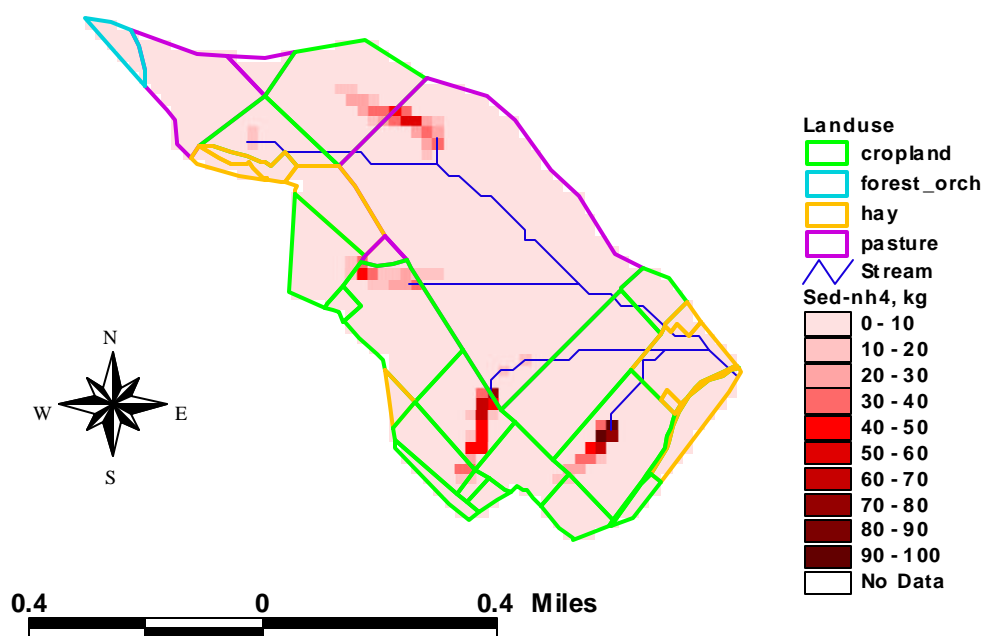 Landuse
cropland
forest_orch
hay
pasture
Stream
Sed-nh4, kg
0 - 10
10 - 20
20 - 30
30 - 40
40 - 50
50 - 60
60 - 70
70 - 80
80 - 90
90 - 100
No Data
N
W E
S
0.4 0 0.4 Miles